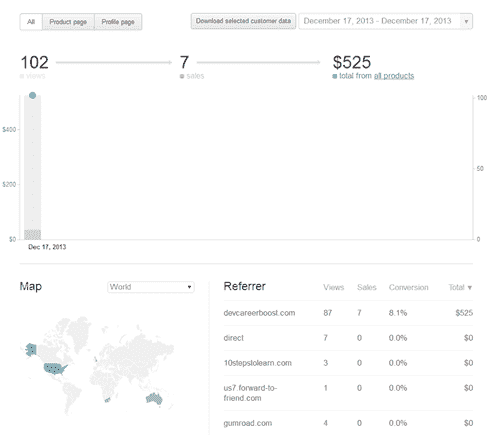 All Product page Profile page Download selected customer data December 17, 2013 - December 17, 2013
102 7 $525
views sales total from all products
$400
$200
$0
100
50
0
Dec 17, 2013
Map World
Referrer Views Sales Conversion Total ▼
devcareerboost.com 87 7 8.1% $525
direct 7 0 0.0% $0
10stepstolearn.com 3 0 0.0% $0
us7.forward-to-
friend.com 1 0 0.0% $0
gumroad.com 4 0 0.0% $0